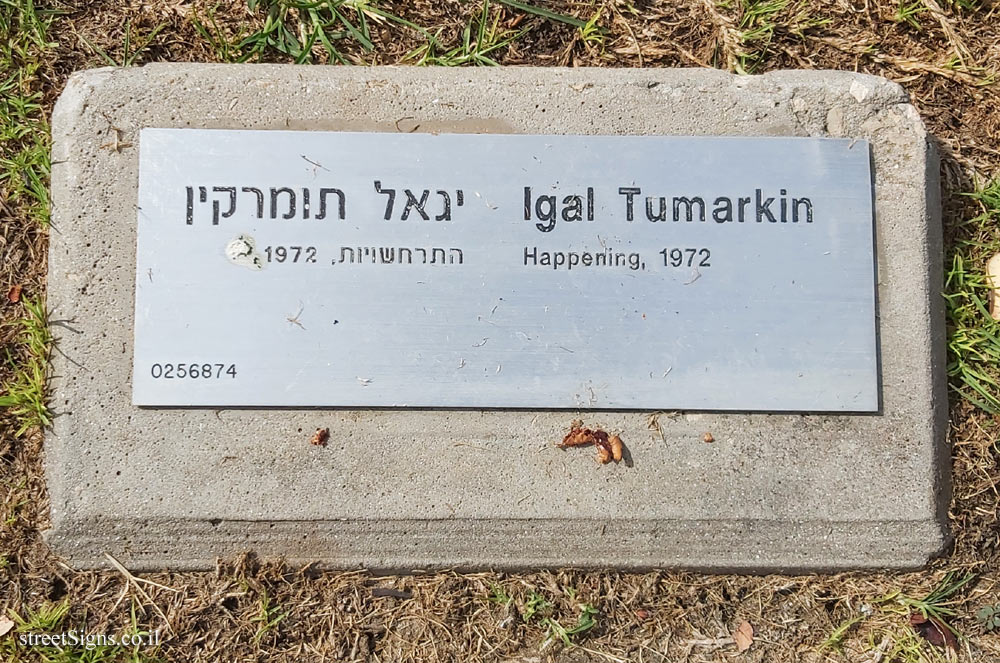 יגאל תומרקין
התרחשויות, 1972
Igal Tumarkin
Happening, 1972
0256874
streetSigns.co.il